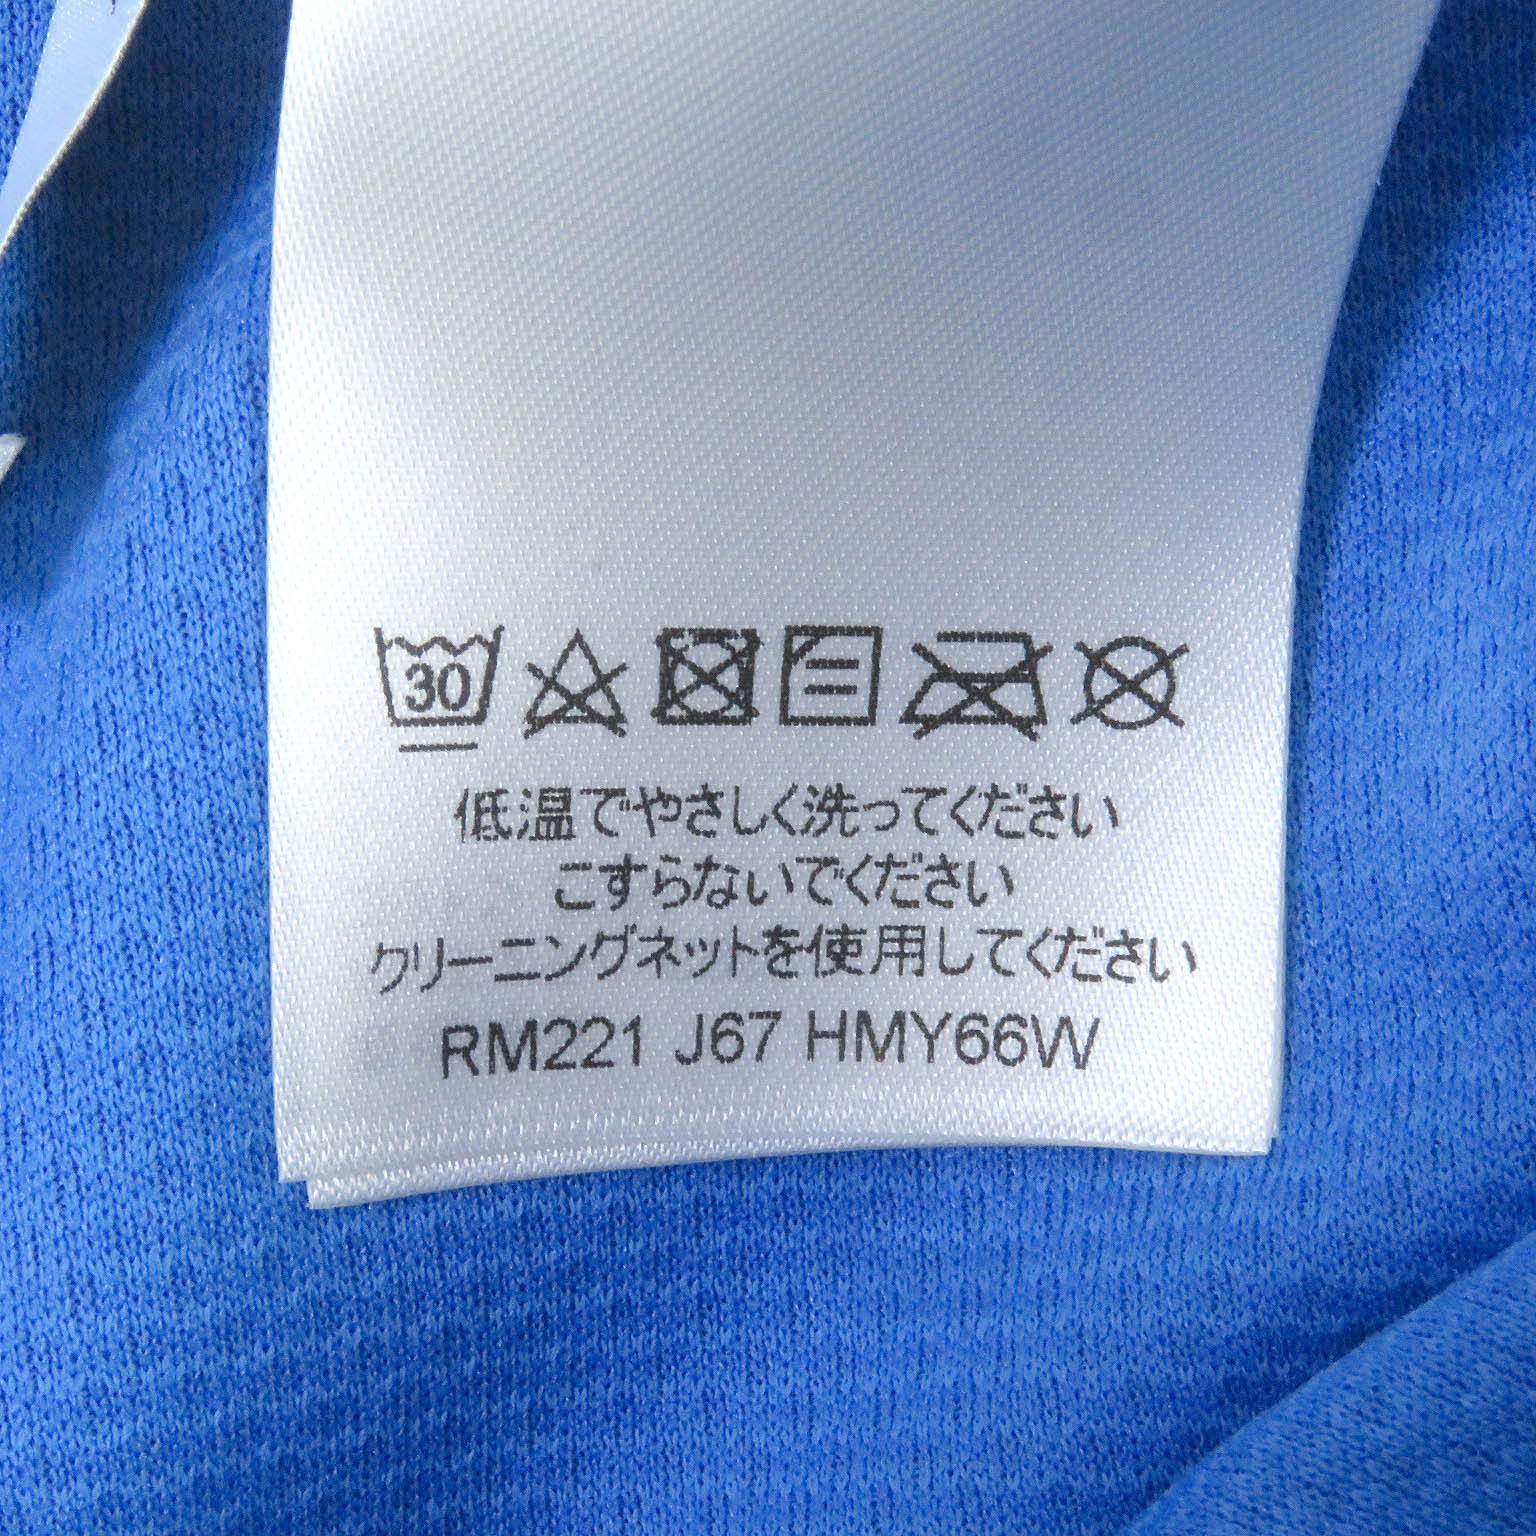 30
低温でやさしく洗ってください
こすらないでください
クリーニングネットを使用してください
RM221 J67 HMY66W